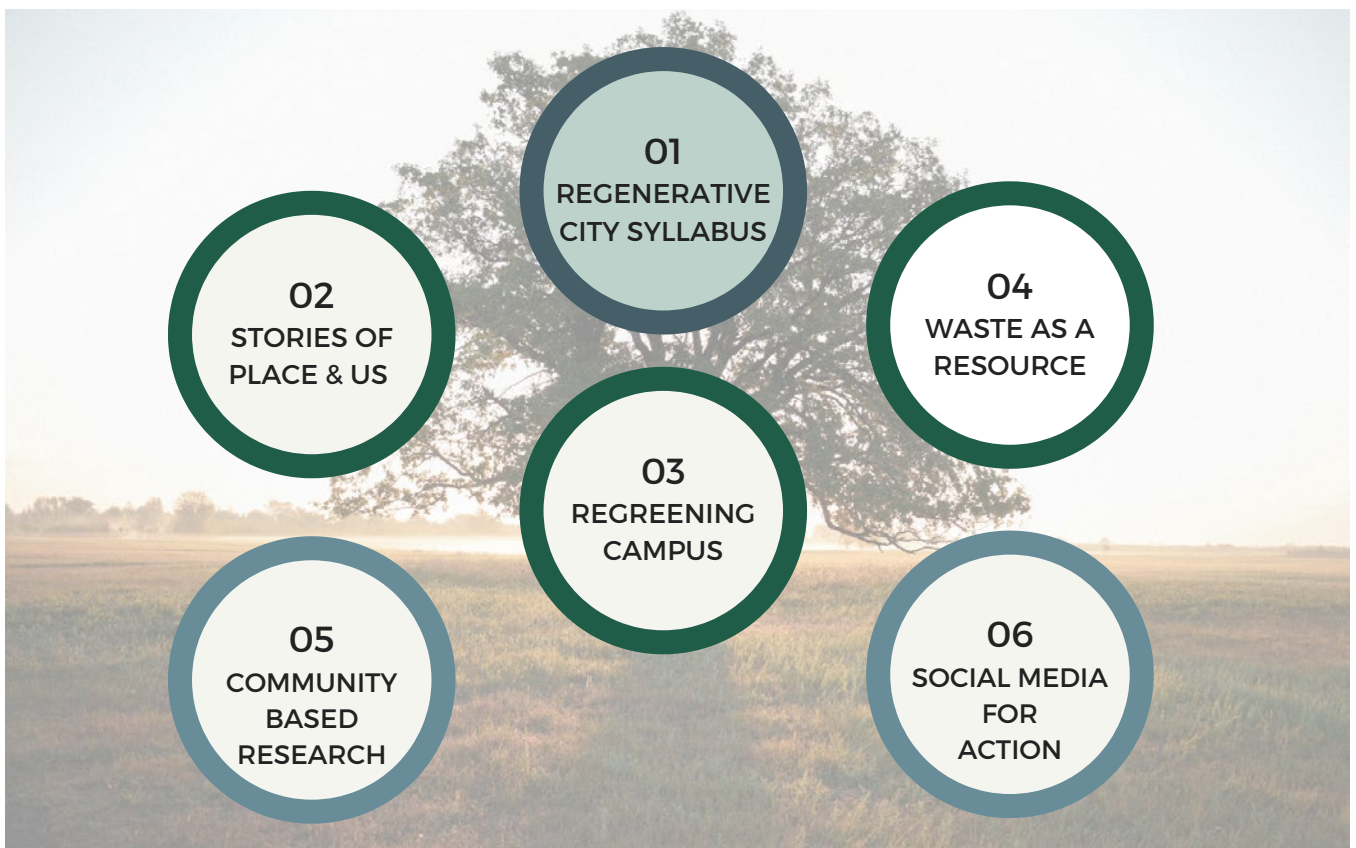 01
REGENERATIVE
CITY SYLLABUS
02
STORIES OF
PLACE & US
03
REGREENING
CAMPUS
04
WASTE AS A
RESOURCE
05
COMMUNITY
BASED
RESEARCH
06
SOCIAL MEDIA
FOR
ACTION